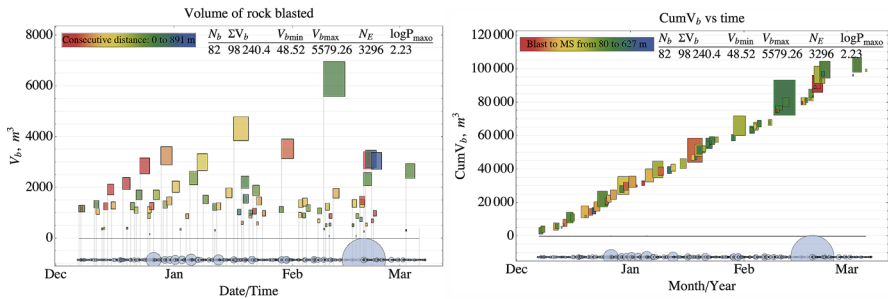 Volume of rock blasted
Consecutive distance: 0 to 891 m
N_b ΣV_b V_bmin V_bmax N_E logP_maxo
82 98 240.4 48.52 5579.26 3296 2.23
8000
6000
4000
2000
0
V_b, m³
Dec Jan Feb Mar
Date/Time
CumV_b vs time
Blast to MS from 80 to 627 m
N_b ΣV_b V_bmin V_bmax N_E logP_maxo
82 98 240.4 48.52 5579.26 3296 2.23
120 000
100 000
80 000
60 000
40 000
20 000
0
CumV_b, m³
Dec Jan Feb Mar
Month/Year